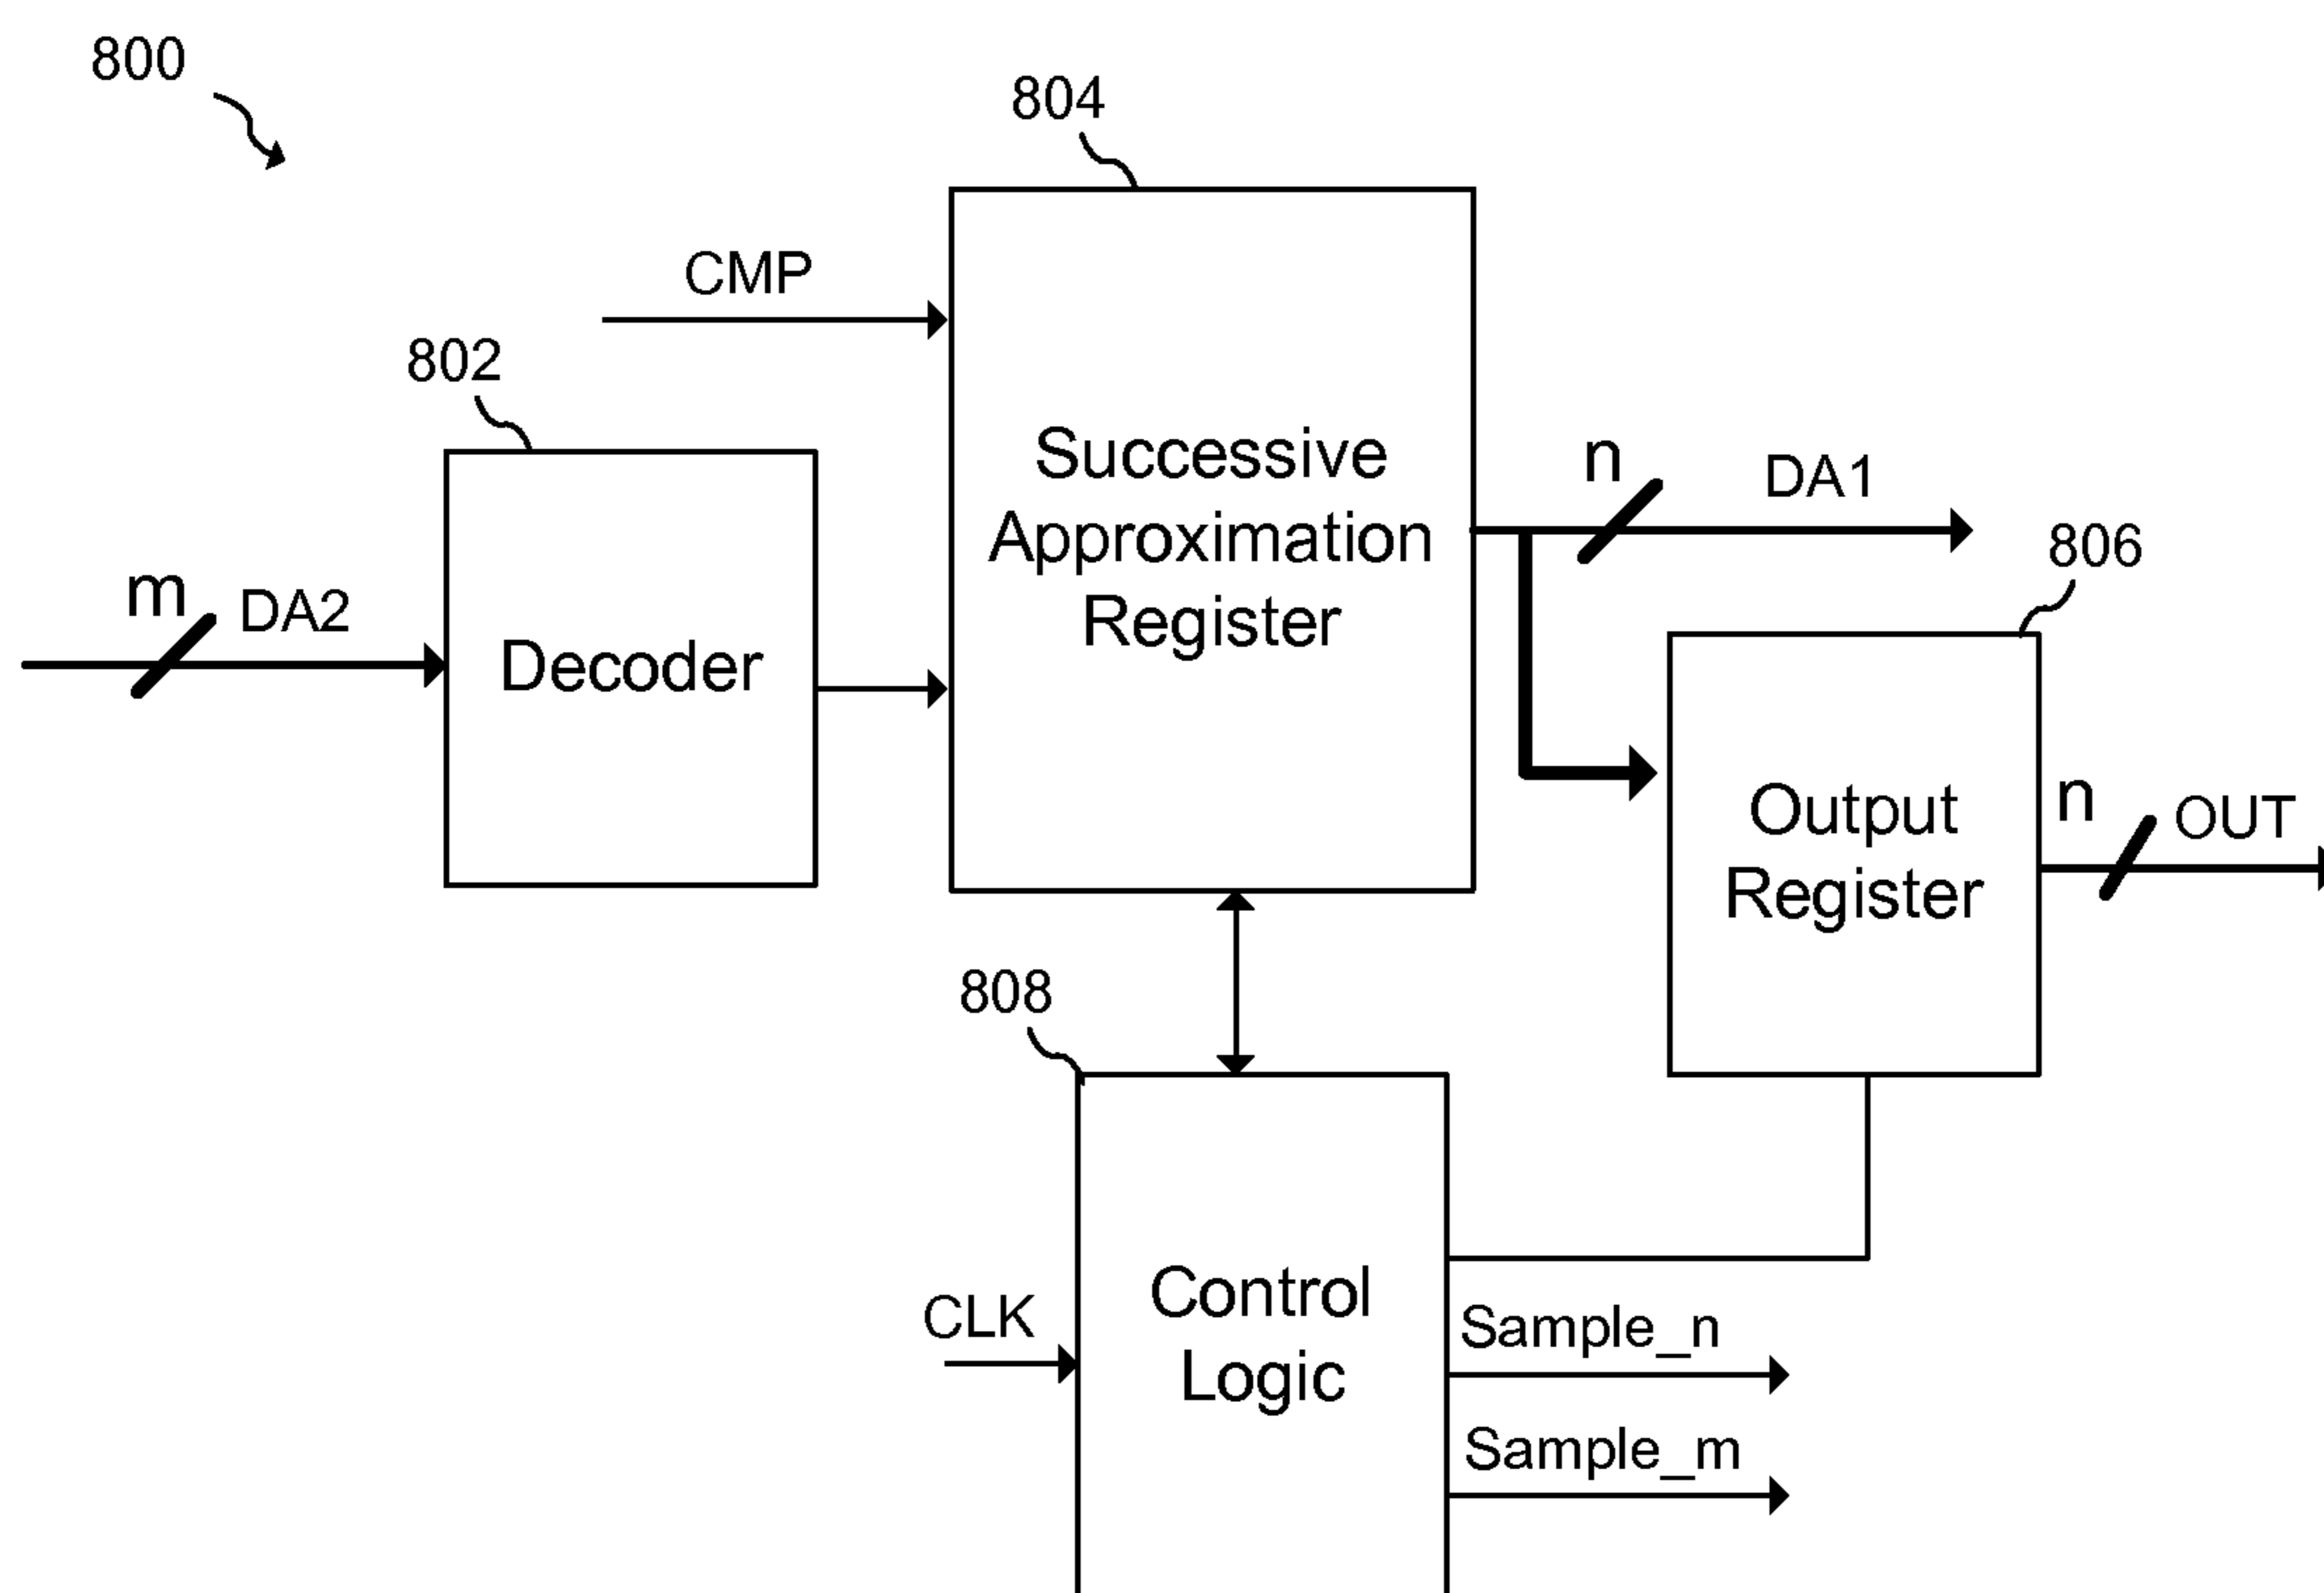 800
804
CMP
802
Successive
Approximation
Register
n
DA1
806
m
DA2
Decoder
Output
Register
n
OUT
808
CLK
Control
Logic
Sample_n
Sample_m